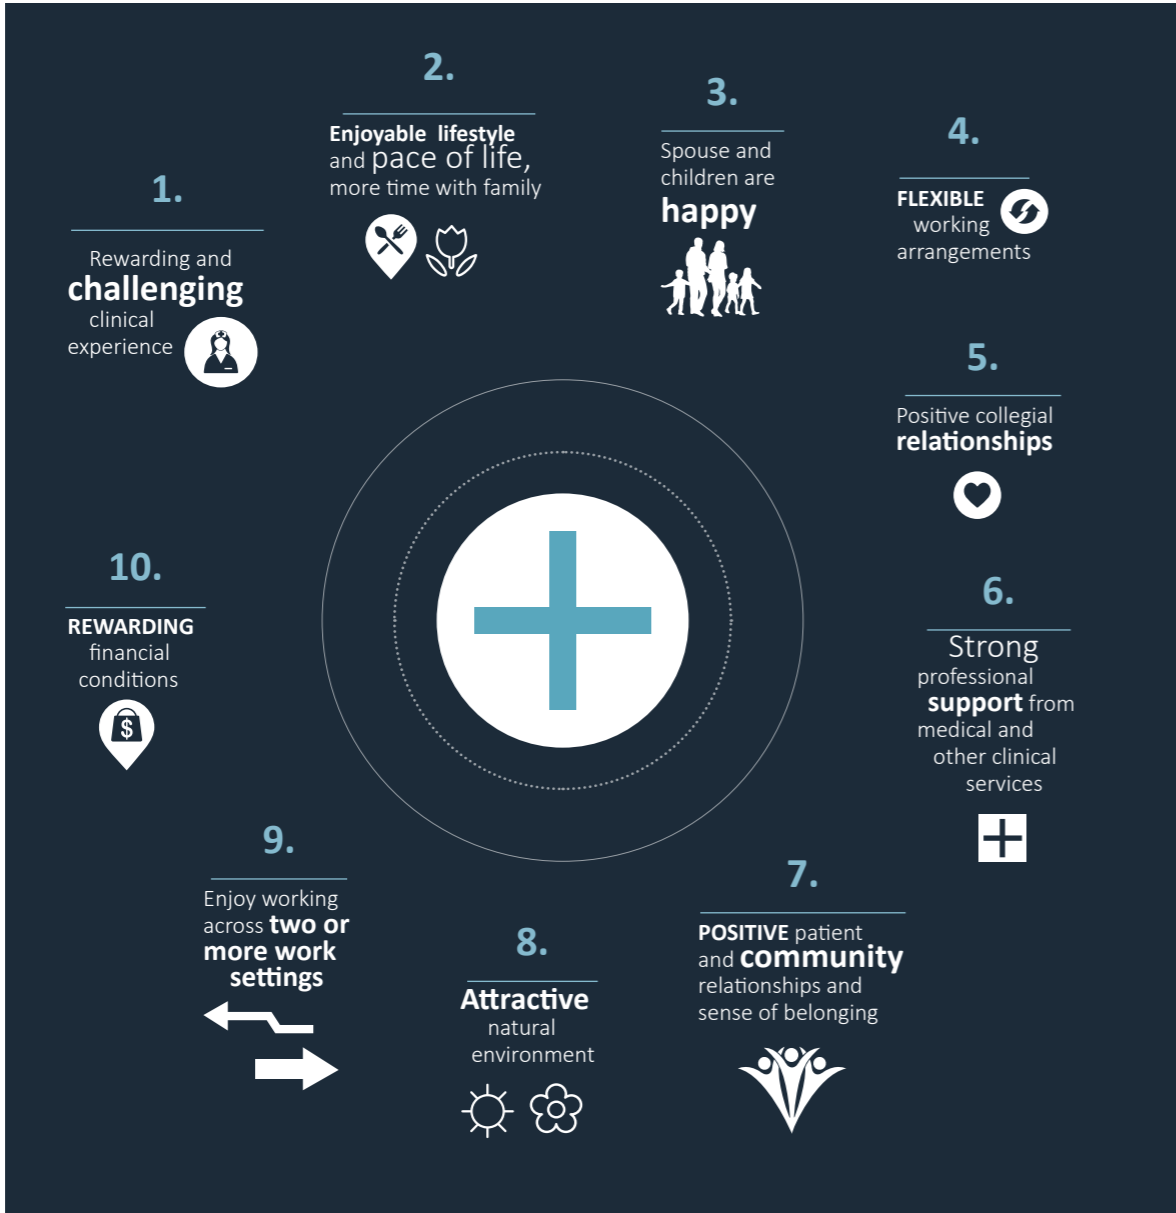 1.
Rewarding and
challenging
clinical
experience
2.
Enjoyable lifestyle
and pace of life,
more time with family
3.
Spouse and
children are
happy
4.
FLEXIBLE
working
arrangements
5.
Positive collegial
relationships
6.
Strong
professional
support from
medical and
other clinical
services
7.
POSITIVE patient
and community
relationships and
sense of belonging
8.
Attractive
natural
environment
9.
Enjoy working
across two or
more work
settings
10.
REWARDING
financial
conditions
$